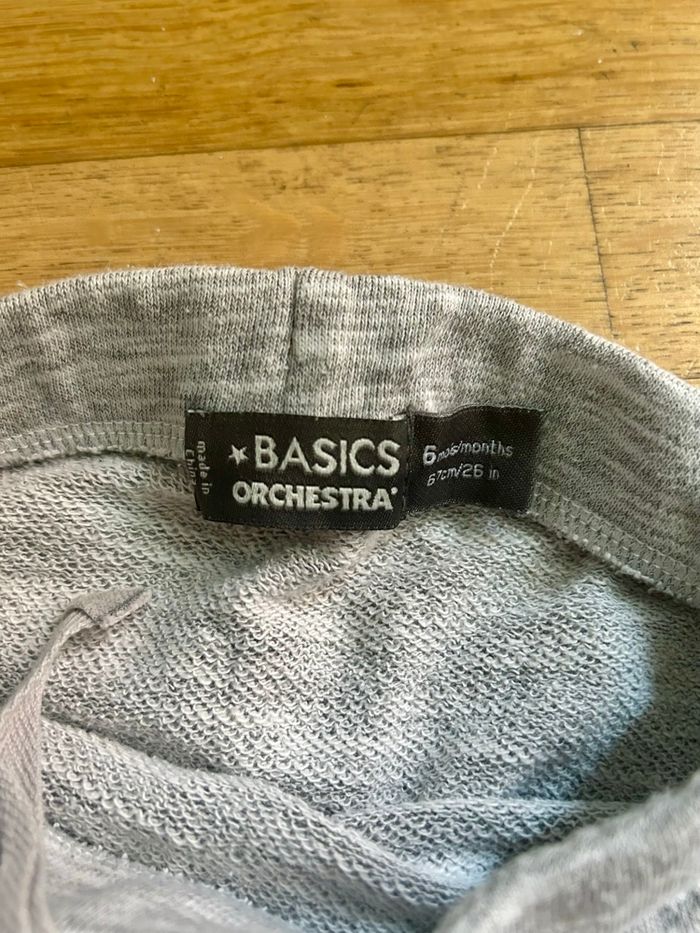 made in
China
BASICS
ORCHESTRA
6 mois/months
67cm/26 in